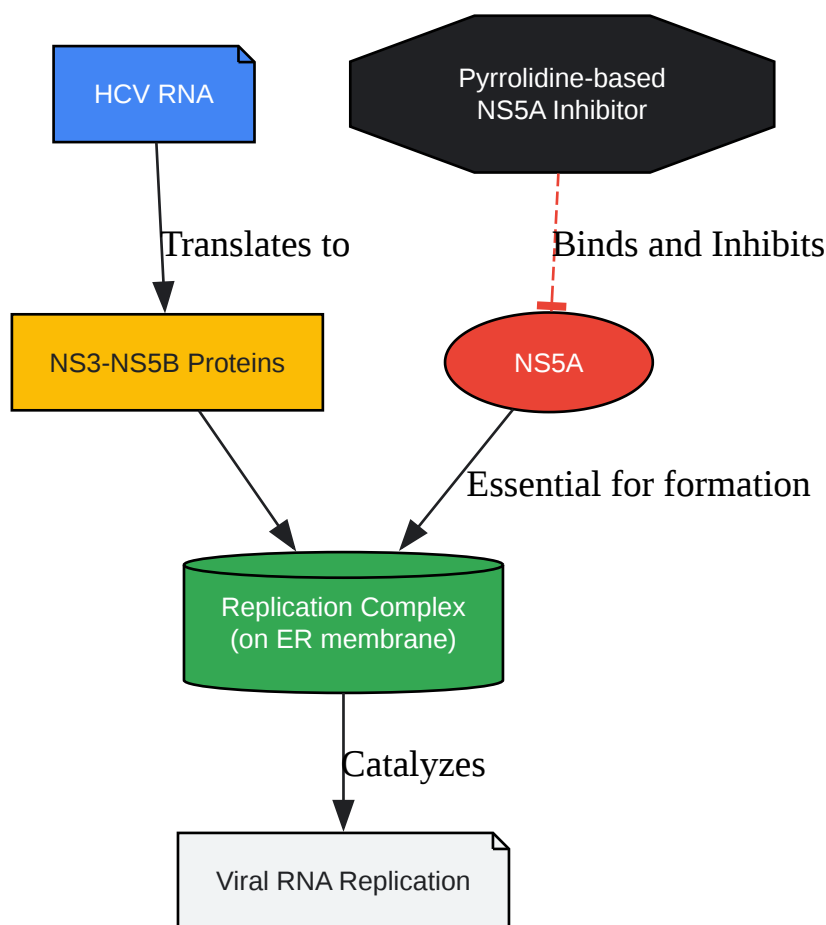 HCV RNA
Pyrrolidine-based
NS5A Inhibitor
Translates to
Binds and Inhibits
NS3-NS5B Proteins
NS5A
Essential for formation
Replication Complex
(on ER membrane)
Catalyzes
Viral RNA Replication